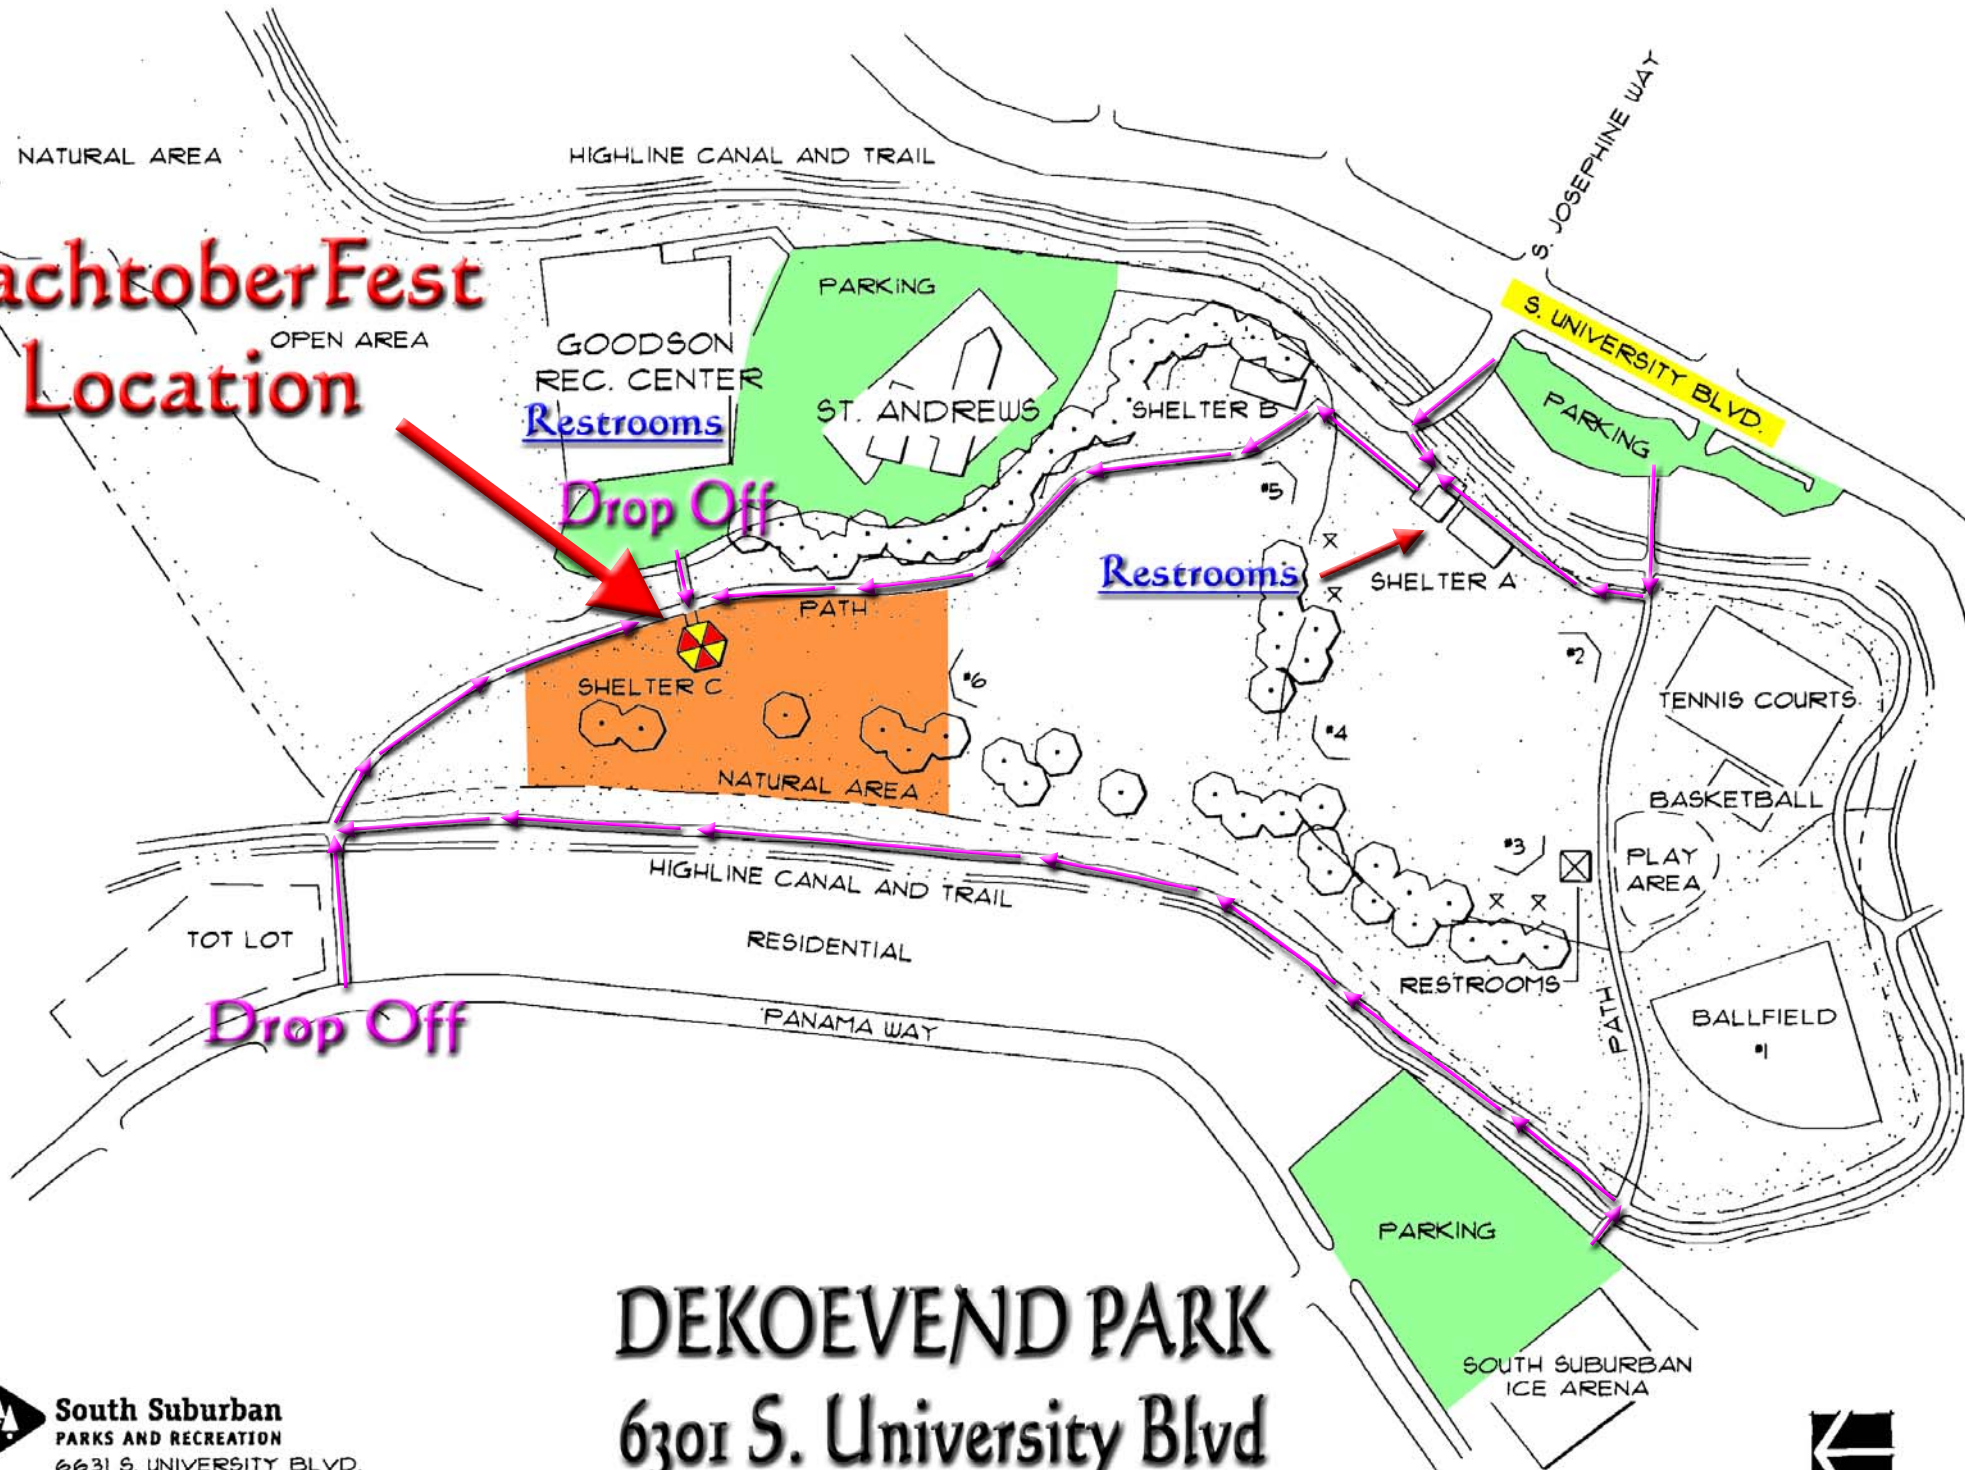 NATURAL AREA
HIGHLINE CANAL AND TRAIL
S. JOSEPHINE WAY
achtoberFest
Location
OPEN AREA
PARKING
S. UNIVERSITY BLVD.
GOODSON
REC. CENTER
Restrooms
ST. ANDREWS
SHELTER B
PARKING
Drop Off
#5
Restrooms
SHELTER A
PATH
SHELTER C
#6
#2
TENNIS COURTS
#4
NATURAL AREA
BASKETBALL
#3
PLAY
AREA
HIGHLINE CANAL AND TRAIL
TOT LOT
RESIDENTIAL
RESTROOMS
PATH
BALLFIELD
#1
Drop Off
PANAMA WAY
PARKING
DEKOEVEND PARK
6301 S. University Blvd
SOUTH SUBURBAN
ICE ARENA
South Suburban
PARKS AND RECREATION
6631 S. UNIVERSITY BLVD.